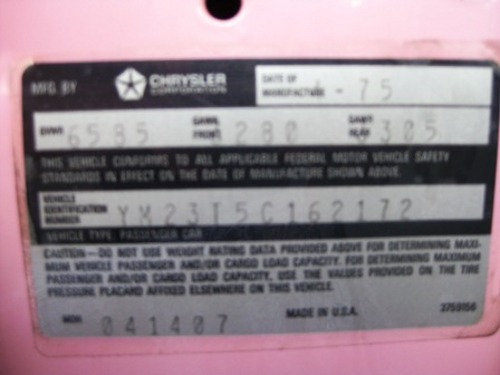 MFG. BY CHRYSLER CORPORATION DATE OF MANUFACTURE -75
GVWR 6585 GAWR FRONT 3280 GAWR REAR 3305
THIS VEHICLE CONFORMS TO ALL APPLICABLE FEDERAL MOTOR VEHICLE SAFETY
STANDARDS IN EFFECT ON THE DATE OF MANUFACTURE SHOWN ABOVE.
VEHICLE IDENTIFICATION NUMBER YM23T5C162172
VEHICLE TYPE: PASSENGER CAR
CAUTION—DO NOT USE WEIGHT RATING DATA PROVIDED ABOVE FOR DETERMINING MAXI-
MUM VEHICLE PASSENGER AND/OR CARGO LOAD CAPACITY. FOR DETERMINING MAXIMUM
PASSENGER AND/OR CARGO LOAD CAPACITY, USE THE VALUES PROVIDED ON THE TIRE
PRESSURE PLACARD AFFIXED ELSEWHERE ON THIS VEHICLE.
MDH 041407 MADE IN U.S.A. 3759156